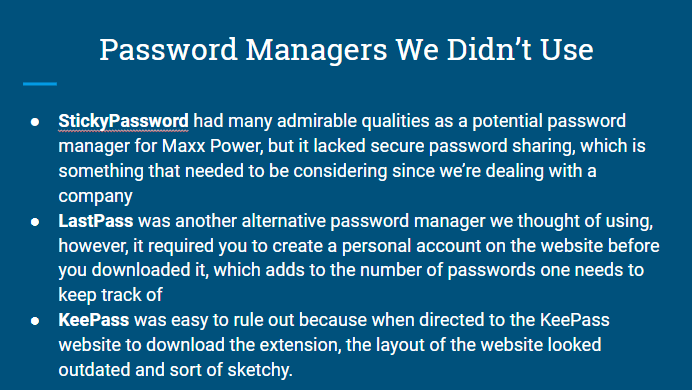 Password Managers We Didn’t Use
● StickyPassword had many admirable qualities as a potential password
manager for Maxx Power, but it lacked secure password sharing, which is
something that needed to be considering since we’re dealing with a
company
● LastPass was another alternative password manager we thought of using,
however, it required you to create a personal account on the website before
you downloaded it, which adds to the number of passwords one needs to
keep track of
● KeePass was easy to rule out because when directed to the KeePass
website to download the extension, the layout of the website looked
outdated and sort of sketchy.